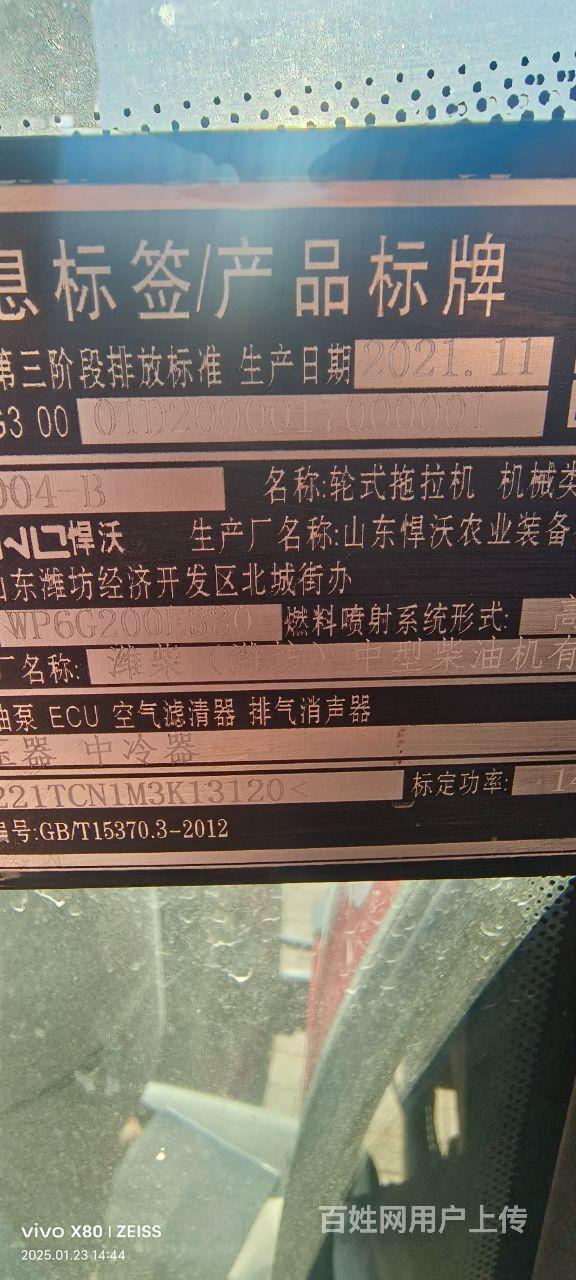 息标签/产品标牌
第三阶段排放标准 生产日期 2021.11
G3 00 01D2000017000001
004-B 名称:轮式拖拉机 机械类
悍沃 生产厂名称:山东悍沃农业装备
山东潍坊经济开发区北城街办
WP6G200E330 燃料喷射系统形式: 高
厂名称: 潍柴(潍坊)中型柴油机有
油泵 ECU 空气滤清器 排气消声器
压器 中冷器
221TCN1M3K13120< 标定功率: 14
编号:GB/T15370.3-2012
百姓网用户上传
vivo X80 | ZEISS
2025.01.23 14:44